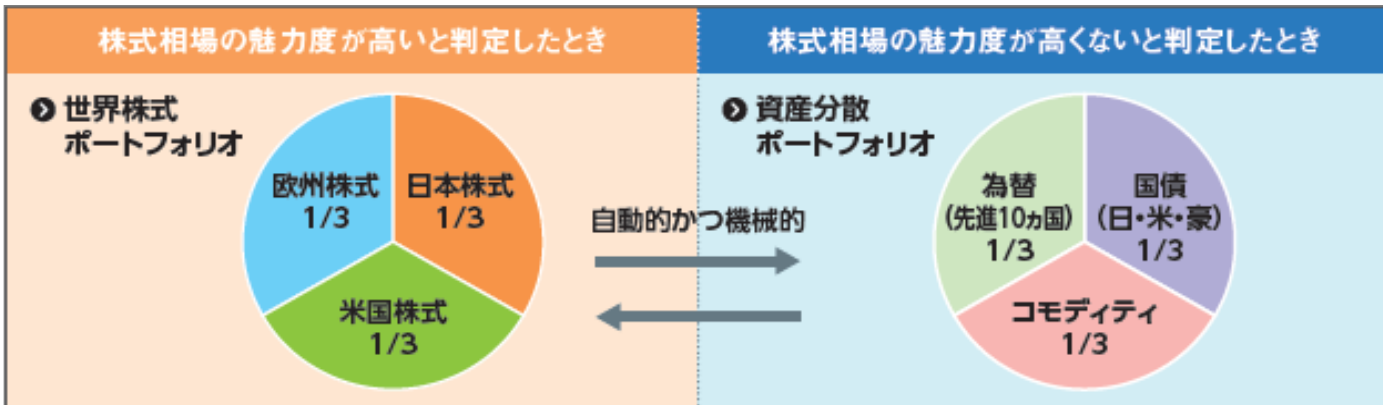 株式相場の魅力度が高いと判定したとき
株式相場の魅力度が高くないと判定したとき
世界株式
ポートフォリオ
欧州株式
1/3
日本株式
1/3
米国株式
1/3
自動的かつ機械的
資産分散
ポートフォリオ
為替
(先進10ヵ国)
1/3
国債
(日・米・豪)
1/3
コモディティ
1/3